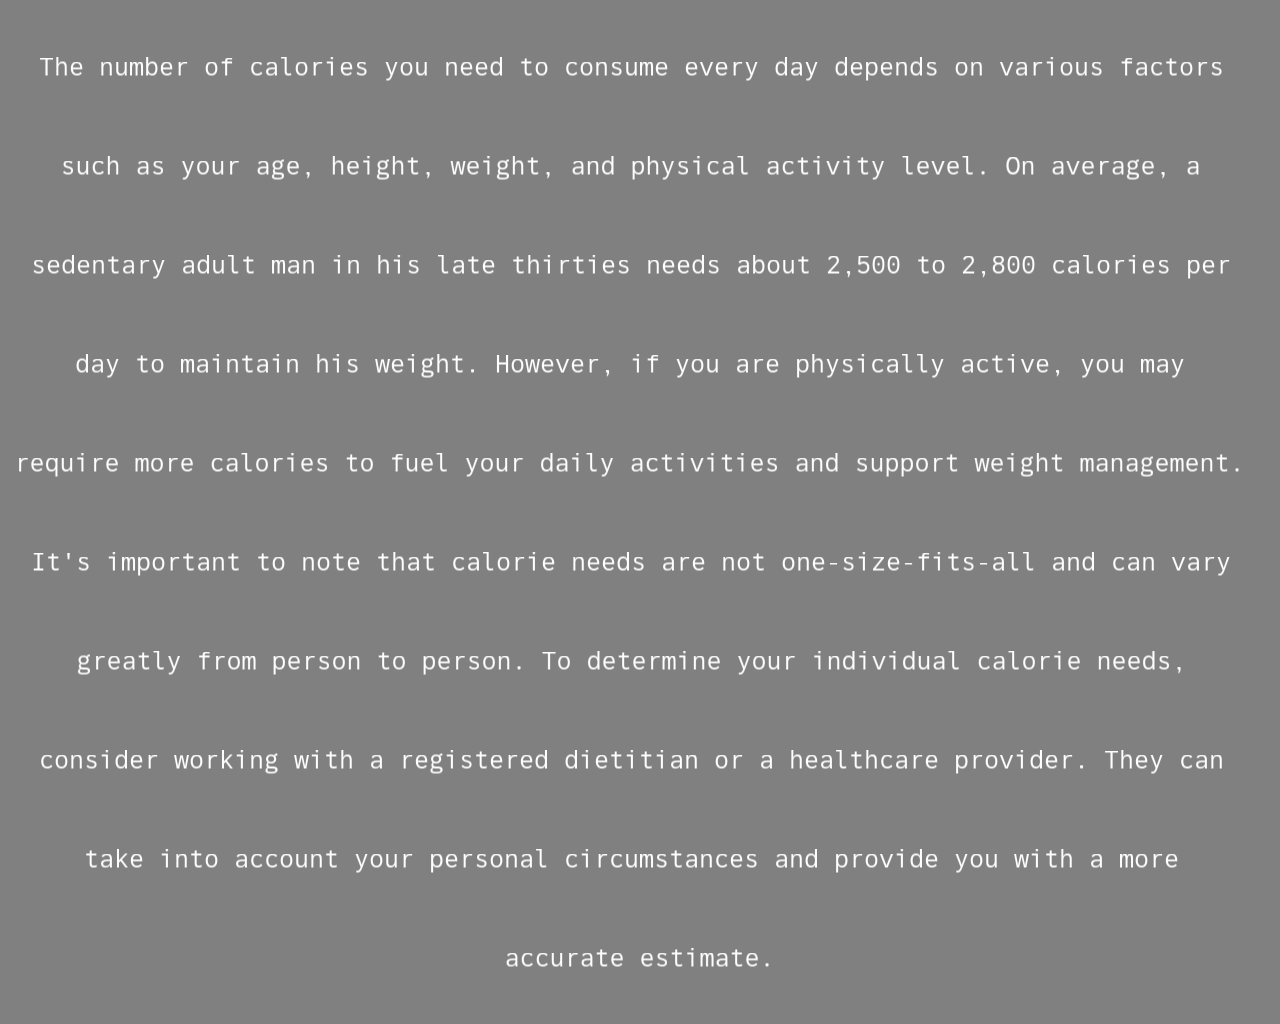 The number of calories you need to consume every day depends on various factors
such as your age, height, weight, and physical activity level. On average, a
sedentary adult man in his late thirties needs about 2,500 to 2,800 calories per
day to maintain his weight. However, if you are physically active, you may
require more calories to fuel your daily activities and support weight management.
It's important to note that calorie needs are not one-size-fits-all and can vary
greatly from person to person. To determine your individual calorie needs,
consider working with a registered dietitian or a healthcare provider. They can
take into account your personal circumstances and provide you with a more
accurate estimate.